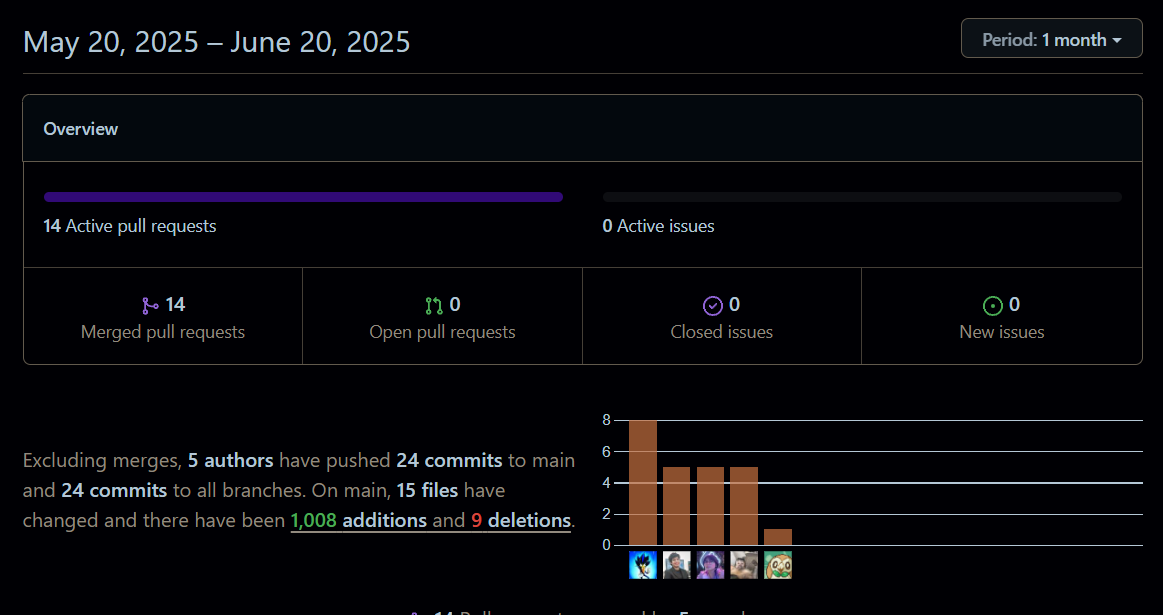 May 20, 2025 – June 20, 2025
Period: 1 month
Overview
14 Active pull requests
0 Active issues
14
Merged pull requests
0
Open pull requests
0
Closed issues
0
New issues
Excluding merges, 5 authors have pushed 24 commits to main
and 24 commits to all branches. On main, 15 files have
changed and there have been 1,008 additions and 9 deletions.
8
6
4
2
0